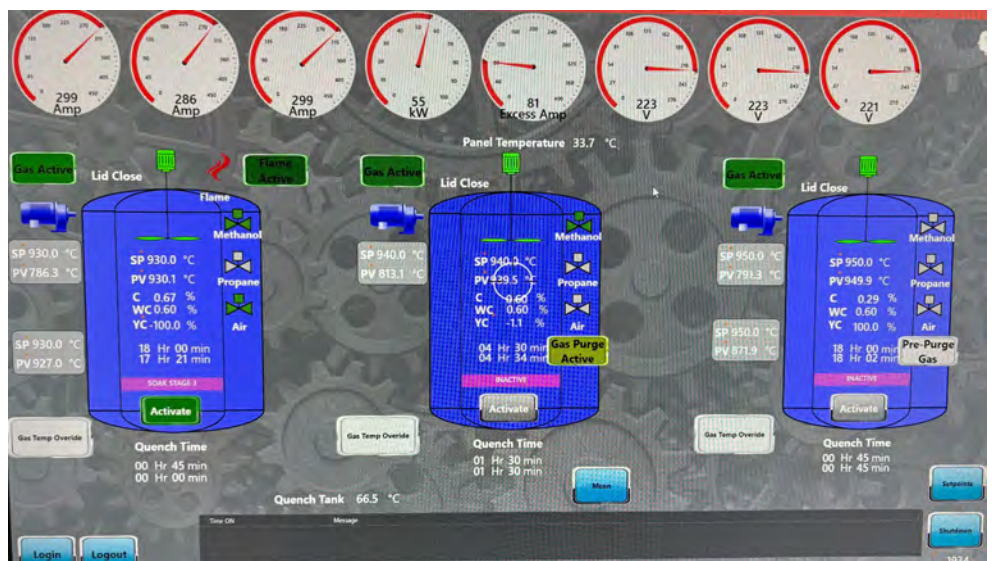 299
Amp
286
Amp
299
Amp
55
kW
81
Excess Amp
223
V
223
V
221
V
Panel Temperature 33.7 °C
Gas Active
Lid Close
Flame
Active
Flame
Methanol
SP 930.0 °C
PV 786.3 °C
SP 930.0 °C
PV 930.1 °C
C 0.67 %
WC 0.60 %
YC -100.0 %
Propane
Air
SP 930.0 °C
PV 927.0 °C
18 Hr 00 min
17 Hr 21 min
SOAK STAGE 3
Activate
Gas Temp Overide
Quench Time
00 Hr 45 min
00 Hr 00 min
Gas Active
Lid Close
Methanol
SP 940.0 °C
PV 813.1 °C
SP 940.0 °C
PV 939.5 °C
C 0.60 %
WC 0.60 %
YC -1.1 %
Propane
Air
04 Hr 30 min
04 Hr 34 min
Gas Purge
Active
INACTIVE
Activate
Gas Temp Overide
Quench Time
01 Hr 30 min
01 Hr 30 min
Gas Active
Lid Close
Methanol
SP 950.0 °C
PV 791.3 °C
SP 950.0 °C
PV 949.9 °C
C 0.29 %
WC 0.60 %
YC 100.0 %
Propane
Air
SP 950.0 °C
PV 871.9 °C
18 Hr 00 min
18 Hr 02 min
Pre-Purge
Gas
INACTIVE
Activate
Gas Temp Overide
Quench Time
00 Hr 45 min
00 Hr 45 min
Quench Tank 66.5 °C
Setpoints
Time ON Message
Shutdown
Login
Logout